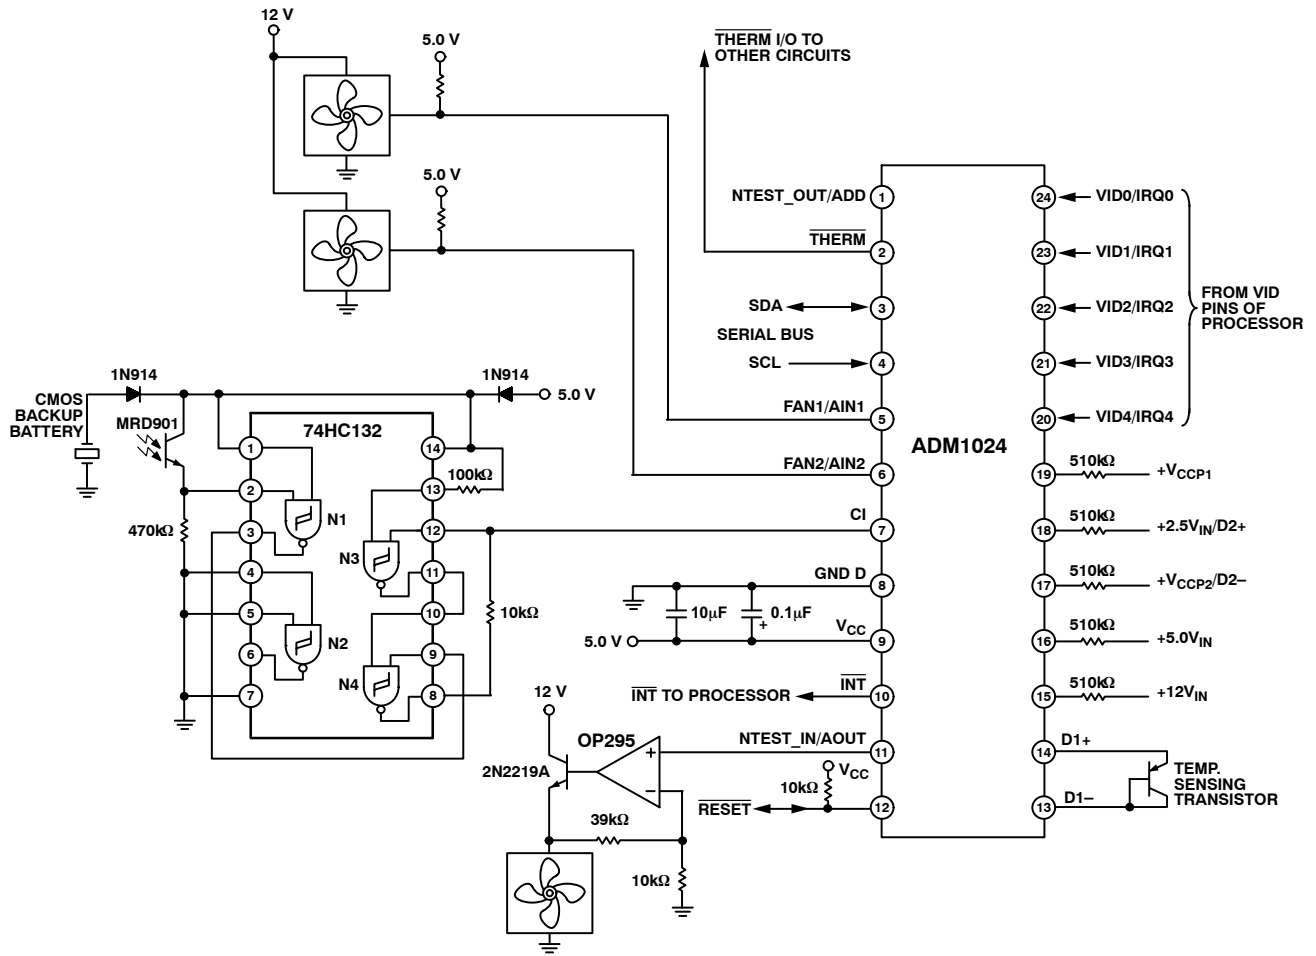 12 V
5.0 V
5.0 V
THERM I/O TO
OTHER CIRCUITS
NTEST_OUT/ADD
1
THERM
2
SDA
3
SERIAL BUS
SCL
4
FAN1/AIN1
5
FAN2/AIN2
6
CI
7
GND D
8
10μF
0.1μF
+
5.0 V
VCC
9
INT TO PROCESSOR
INT
10
NTEST_IN/AOUT
11
VCC
10kΩ
RESET
12
ADM1024
24
VID0/IRQ0
23
VID1/IRQ1
22
VID2/IRQ2
21
VID3/IRQ3
20
VID4/IRQ4
FROM VID
PINS OF
PROCESSOR
19
510kΩ
+VCCP1
18
510kΩ
+2.5VIN/D2+
17
510kΩ
+VCCP2/D2–
16
510kΩ
+5.0VIN
15
510kΩ
+12VIN
14
D1+
13
D1–
TEMP.
SENSING
TRANSISTOR
1N914
1N914
5.0 V
CMOS
BACKUP
BATTERY
MRD901
470kΩ
74HC132
1
2
3
4
5
6
7
14
13
12
11
10
9
8
N1
N2
N3
N4
100kΩ
10kΩ
12 V
OP295
+
–
2N2219A
39kΩ
10kΩ